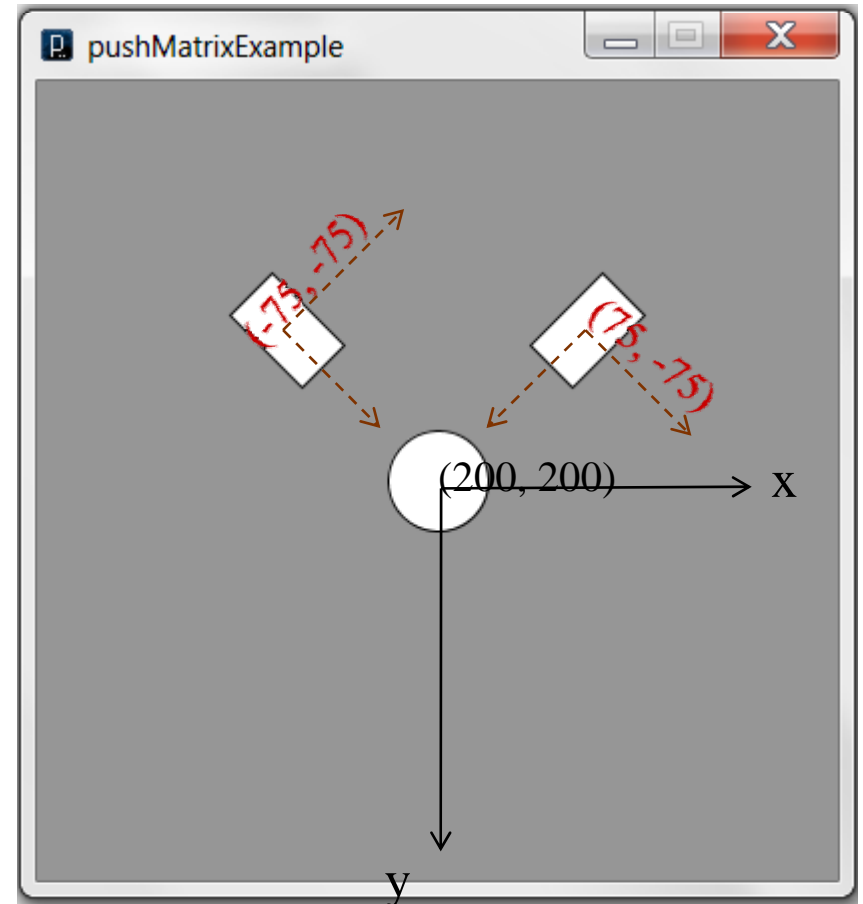 pushMatrixExample
(-75, -75)
(75, -75)
(200, 200)
x
y